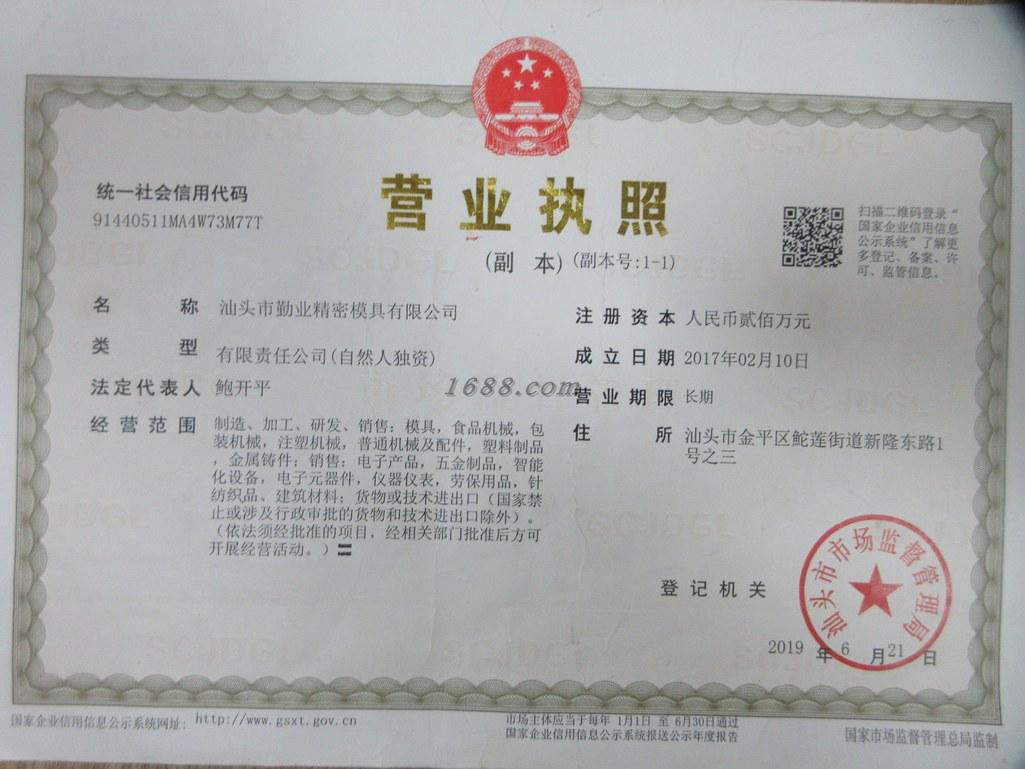 统一社会信用代码
91440511MA4W73M77T
营业执照
(副 本)(副本号:1-1)
扫描二维码登录“
国家企业信用信息
公示系统”了解更
多登记、备案、许
可、监管信息。
名 称 汕头市勤业精密模具有限公司
类 型 有限责任公司(自然人独资)
法定代表人 鲍开平
经营范围 制造、加工、研发、销售：模具，食品机械，包
装机械，注塑机械，普通机械及配件，塑料制品
，金属铸件；销售：电子产品，五金制品，智能
化设备，电子元器件，仪器仪表，劳保用品，针
纺织品、建筑材料；货物或技术进出口（国家禁
止或涉及行政审批的货物和技术进出口除外）。
（依法须经批准的项目，经相关部门批准后方可
开展经营活动。）
注册资本 人民币贰佰万元
成立日期 2017年02月10日
营业期限 长期
住 所 汕头市金平区鮀莲街道新隆东路1
号之三
1688.com
登记机关
汕头市市场监督管理局
2019 年 6 月 21 日
国家企业信用信息公示系统网址: http://www.gsxt.gov.cn
市场主体应当于每年 1月1日 至 6月30日通过
国家企业信用信息公示系统报送公示年度报告
国家市场监督管理总局监制
SCJDGL